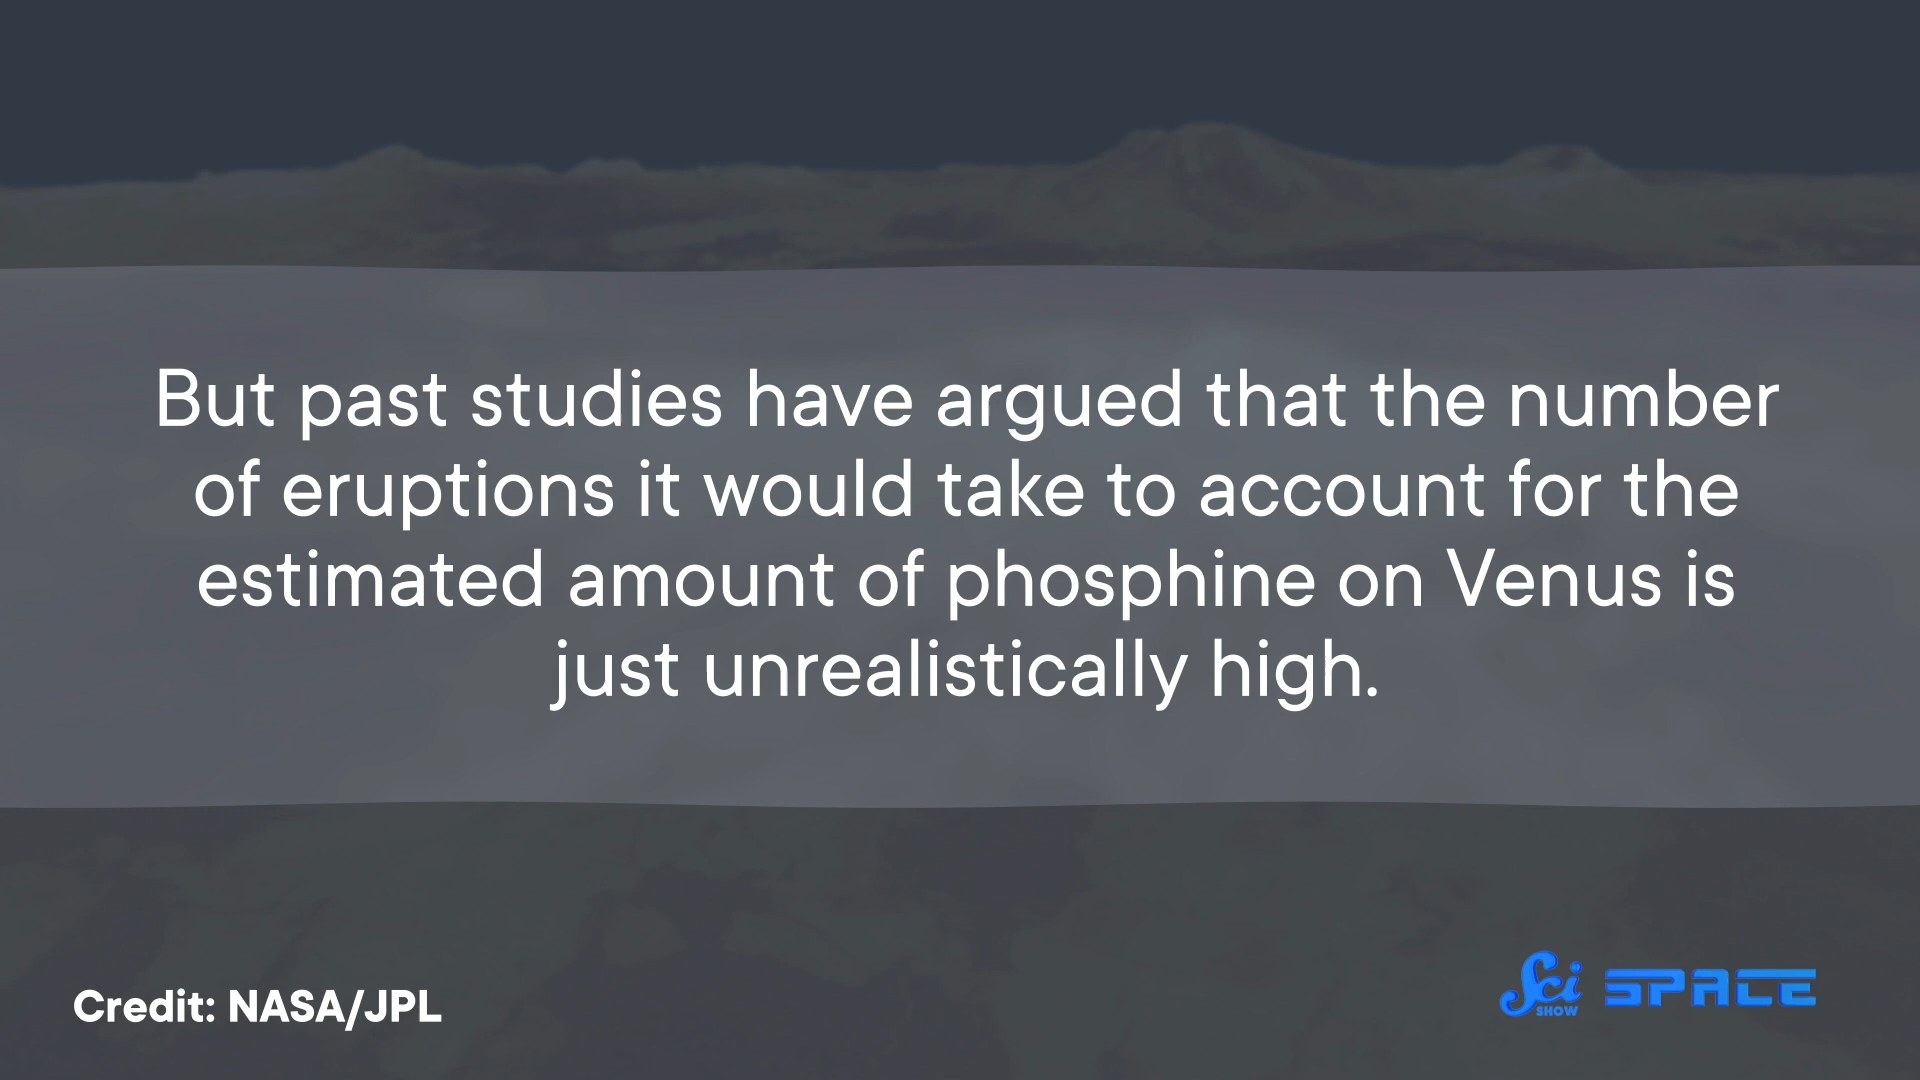 But past studies have argued that the number
of eruptions it would take to account for the
estimated amount of phosphine on Venus is
just unrealistically high.
Credit: NASA/JPL
Sci SHOW SPACE